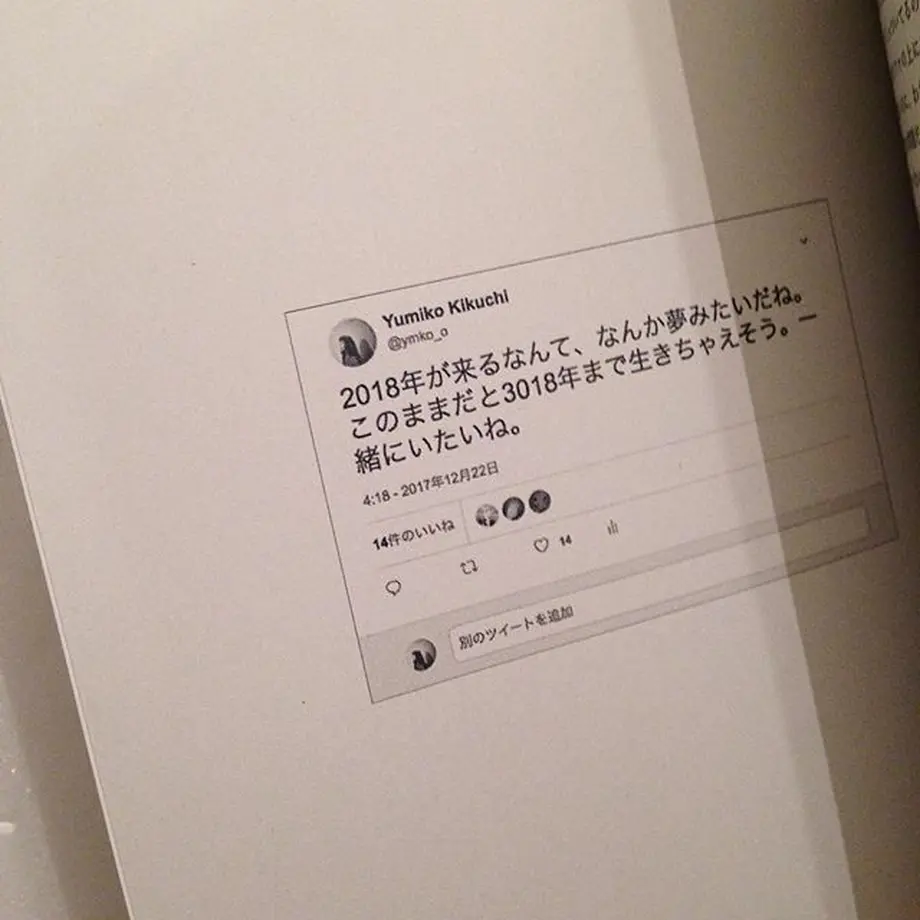 Yumiko Kikuchi
@ymko_o
2018年が来るなんて、なんか夢みたいだね。
このままだと3018年まで生きちゃえそう。一
緒にいたいね。
4:18 - 2017年12月22日
14件のいいね
14
別のツイートを追加